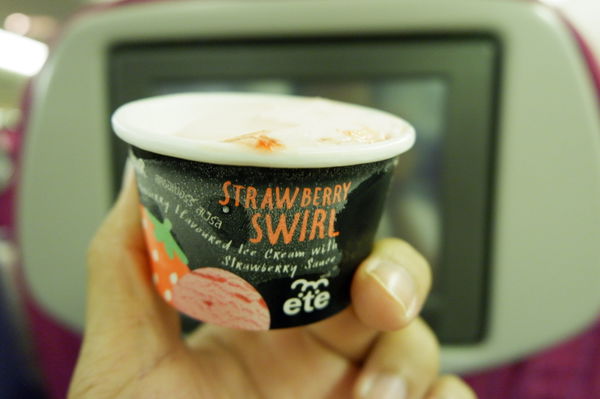 STRAWBERRY
SWIRL
Flavoured Ice Cream with
Strawberry Sauce
ete